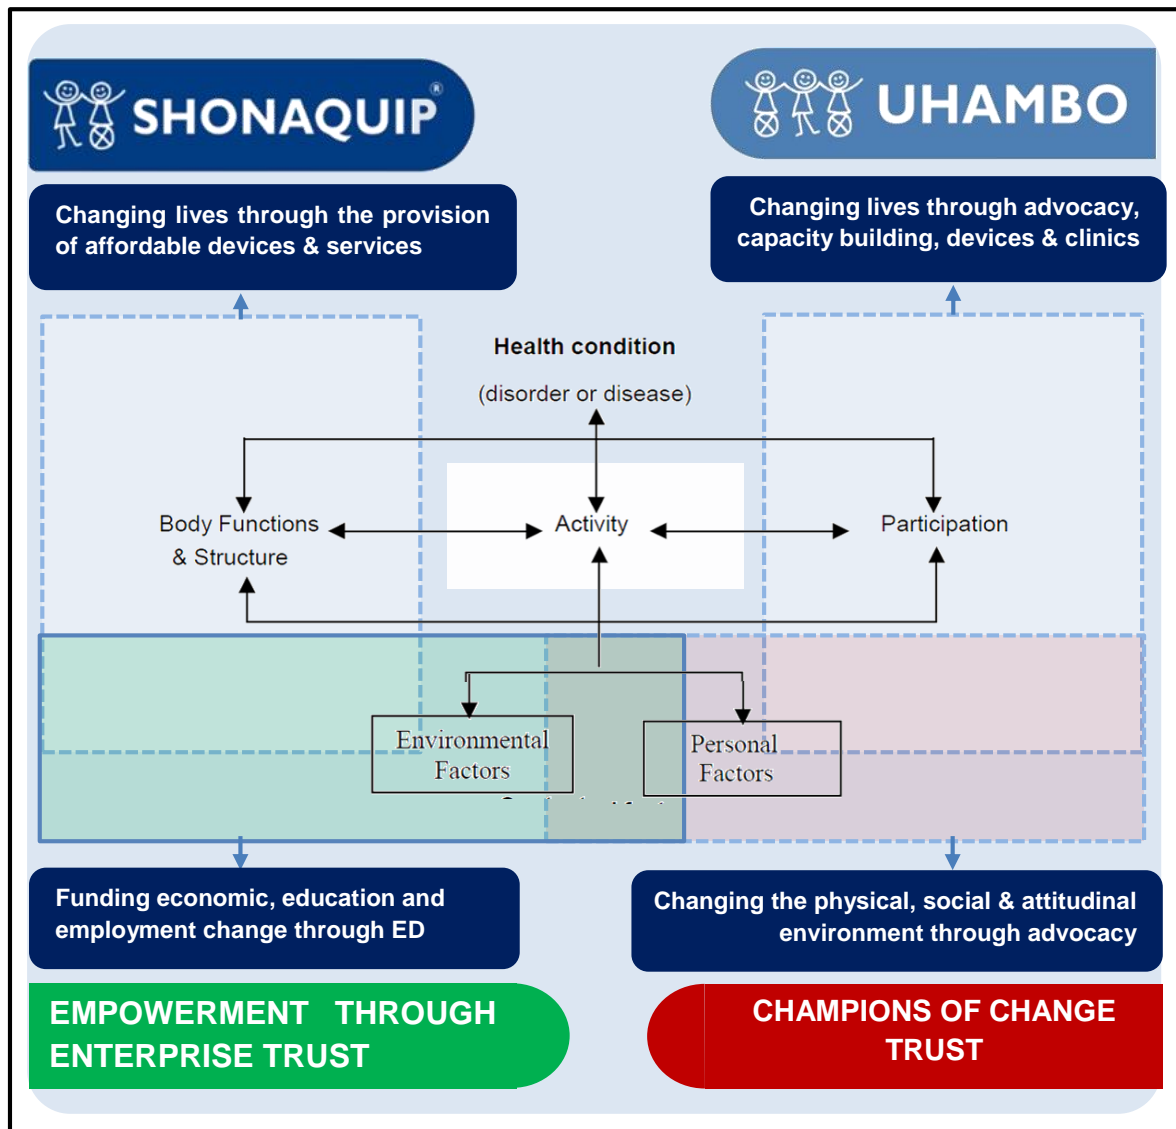 SHONAQUIP®
UHAMBO
Changing lives through the provision
of affordable devices & services
Changing lives through advocacy,
capacity building, devices & clinics
Health condition
(disorder or disease)
Body Functions
& Structure
Activity
Participation
Environmental
Factors
Personal
Factors
Funding economic, education and
employment change through ED
Changing the physical, social & attitudinal
environment through advocacy
EMPOWERMENT THROUGH
ENTERPRISE TRUST
CHAMPIONS OF CHANGE
TRUST